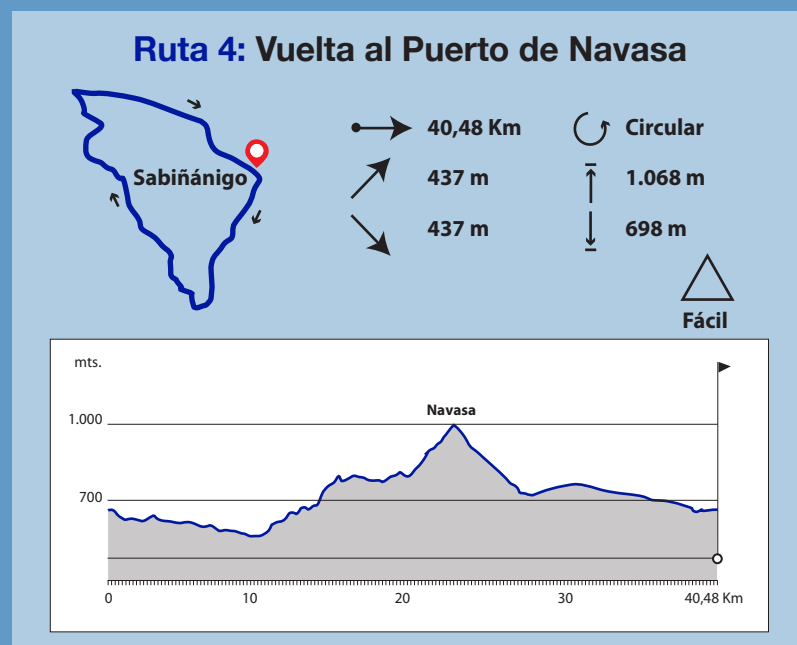 Ruta 4: Vuelta al Puerto de Navasa
Sabiñánigo
40,48 Km
Circular
437 m
1.068 m
437 m
698 m
Fácil
mts.
Navasa
1.000
700
0 10 20 30 40,48 Km